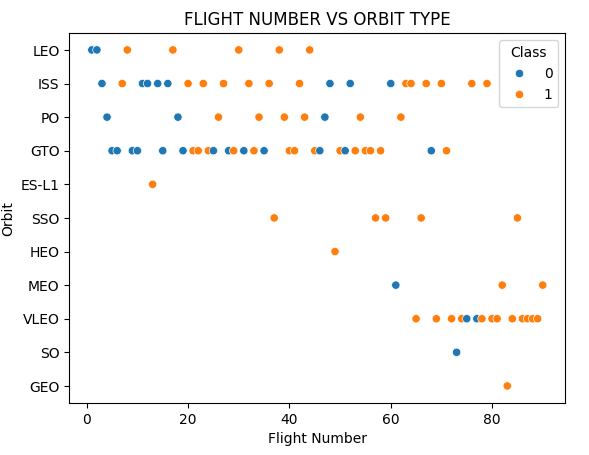 FLIGHT NUMBER VS ORBIT TYPE
Class
0
1
LEO
ISS
PO
GTO
ES-L1
SSO
HEO
MEO
VLEO
SO
GEO
Orbit
0 20 40 60 80
Flight Number